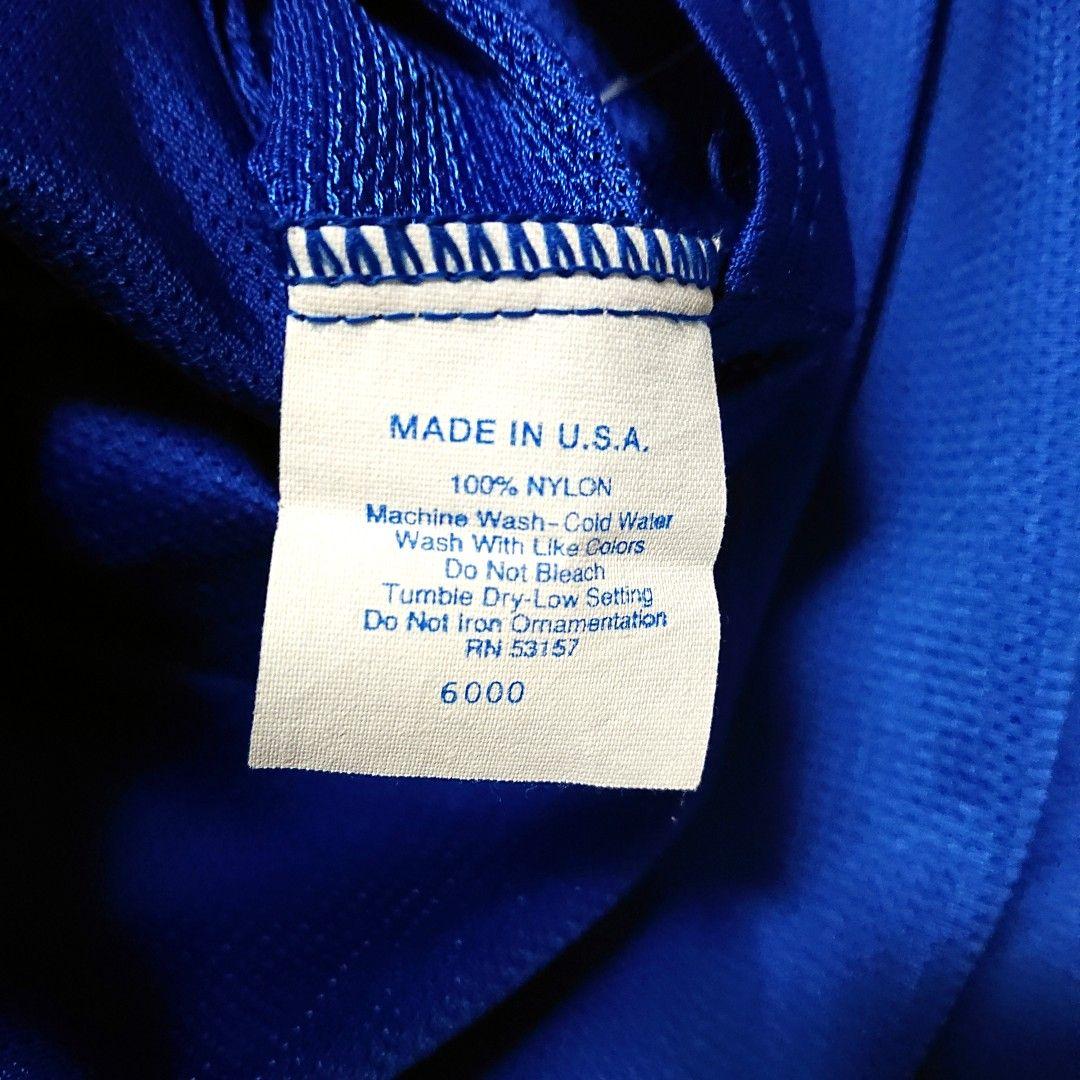 MADE IN U.S.A.
100% NYLON
Machine Wash-Cold Water
Wash With Like Colors
Do Not Bleach
Tumble Dry-Low Setting
Do Not Iron Ornamentation
RN 53157
6000